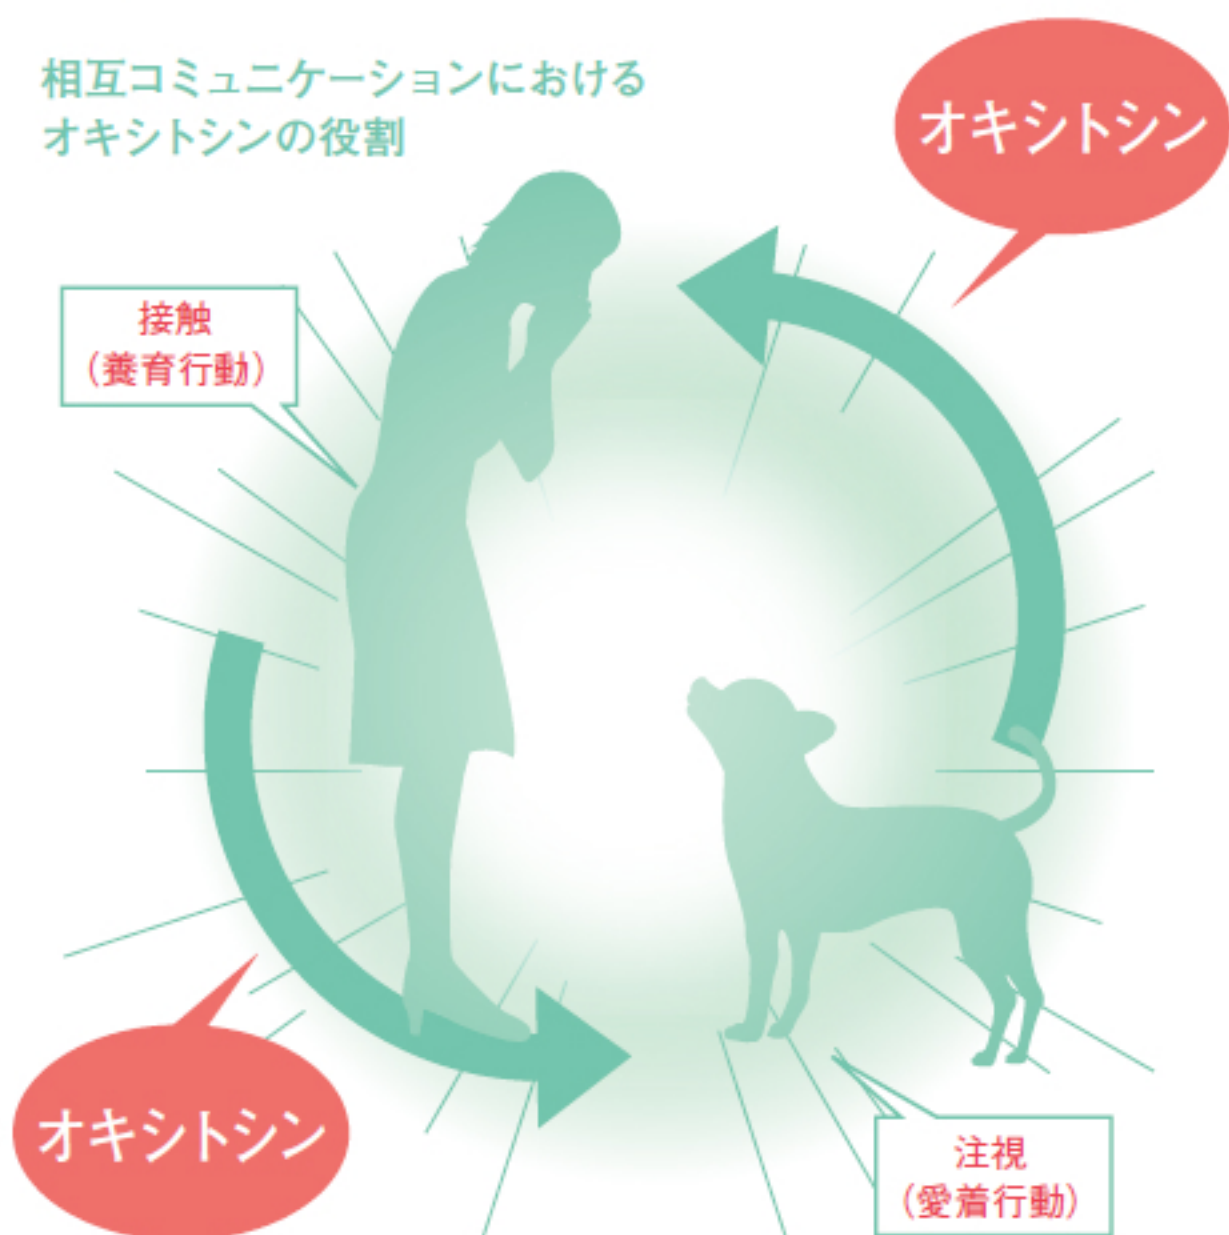 相互コミュニケーションにおける
オキシトシンの役割
オキシトシン
接触
（養育行動）
オキシトシン
注視
（愛着行動）